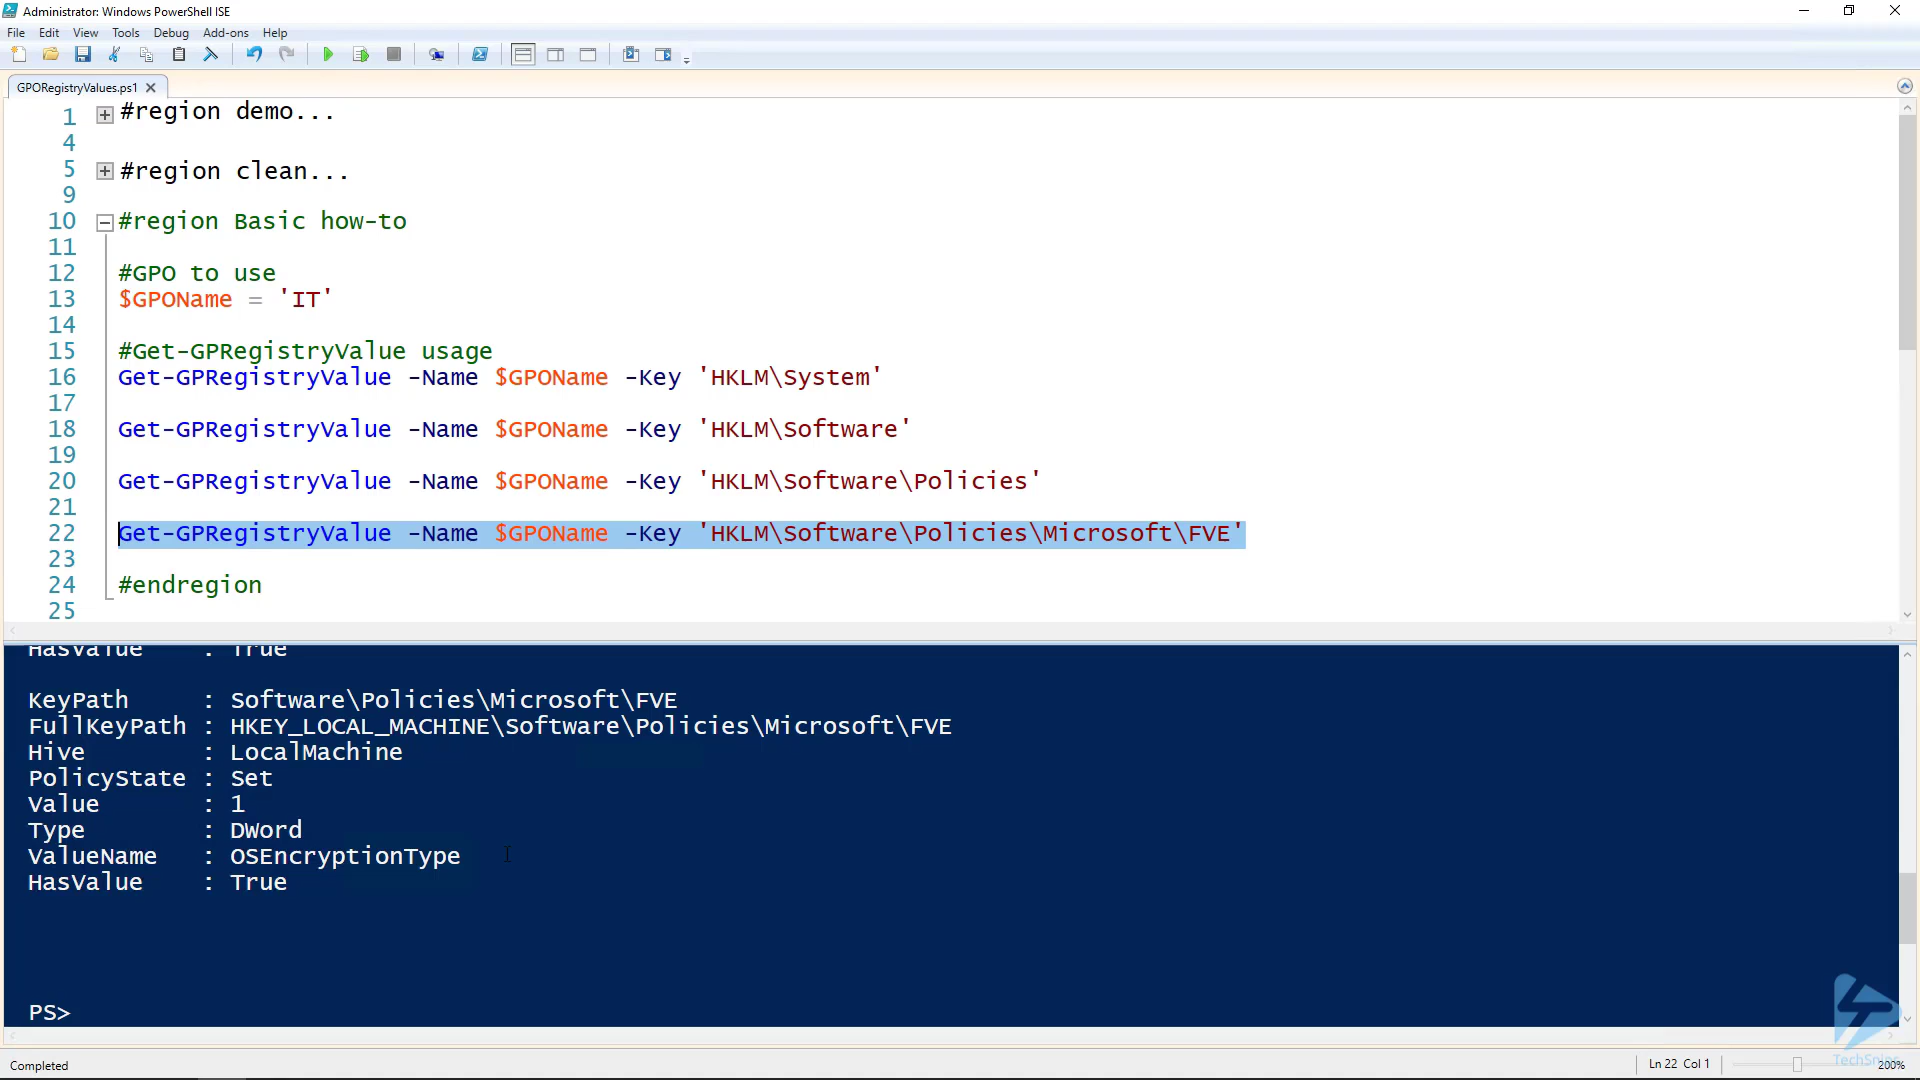 Administrator: Windows PowerShell ISE
File Edit View Tools Debug Add-ons Help
GPORegistryValues.ps1
1 #region demo...
4
5 #region clean...
9
10 #region Basic how-to
11
12 #GPO to use
13 $GPOName = 'IT'
14
15 #Get-GPRegistryValue usage
16 Get-GPRegistryValue -Name $GPOName -Key 'HKLM\System'
17
18 Get-GPRegistryValue -Name $GPOName -Key 'HKLM\Software'
19
20 Get-GPRegistryValue -Name $GPOName -Key 'HKLM\Software\Policies'
21
22 Get-GPRegistryValue -Name $GPOName -Key 'HKLM\Software\Policies\Microsoft\FVE'
23
24 #endregion
25
HasValue : True
KeyPath : Software\Policies\Microsoft\FVE
FullKeyPath : HKEY_LOCAL_MACHINE\Software\Policies\Microsoft\FVE
Hive : LocalMachine
PolicyState : Set
Value : 1
Type : DWord
ValueName : OSEncryptionType
HasValue : True
PS>
Completed
Ln 22 Col 1
200%